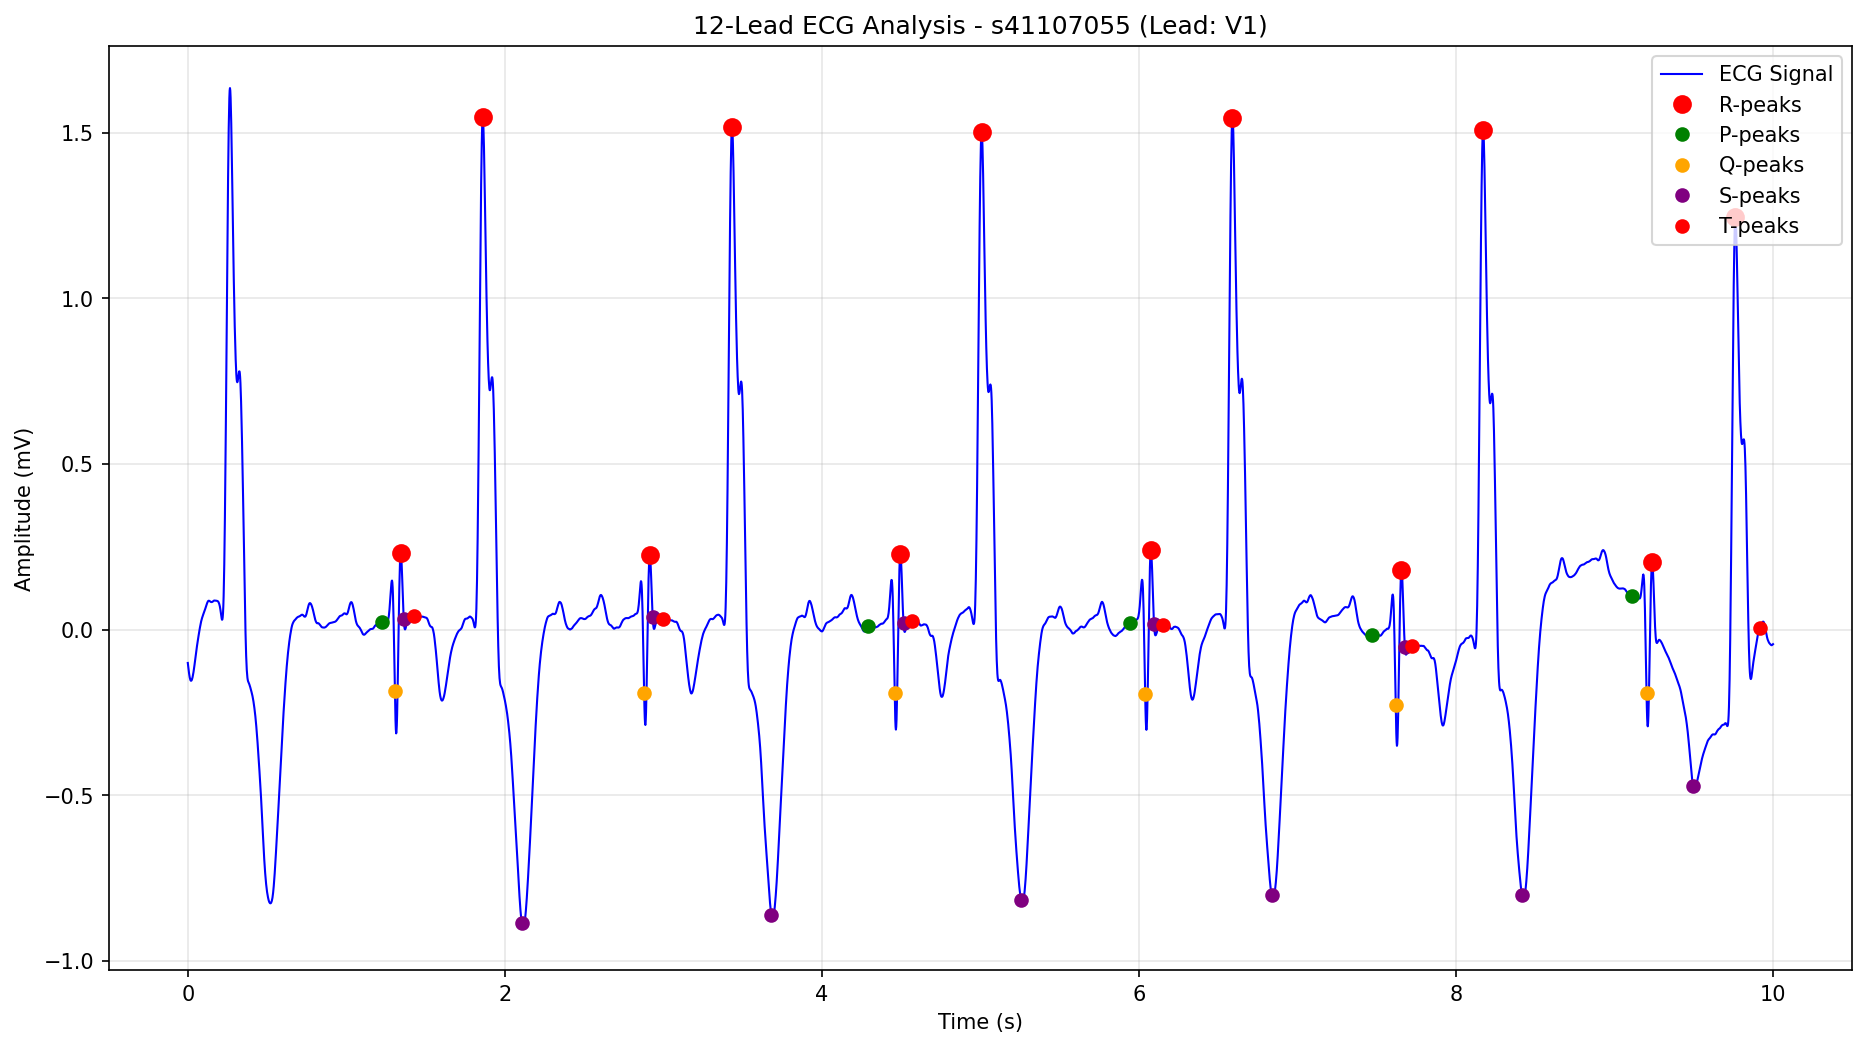 12-Lead ECG Analysis - s41107055 (Lead: V1)
ECG Signal
R-peaks
P-peaks
Q-peaks
S-peaks
T-peaks
Amplitude (mV)
1.5
1.0
0.5
0.0
−0.5
−1.0
0 2 4 6 8 10
Time (s)